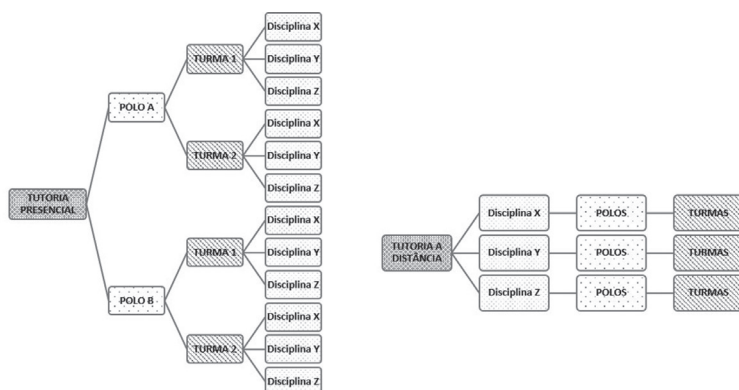 TUTORIA
PRESENCIAL
POLO A
TURMA 1
Disciplina X
Disciplina Y
Disciplina Z
TURMA 2
Disciplina X
Disciplina Y
Disciplina Z
POLO B
TURMA 1
Disciplina X
Disciplina Y
Disciplina Z
TURMA 2
Disciplina X
Disciplina Y
Disciplina Z
TUTORIA A
DISTÂNCIA
Disciplina X
POLOS
TURMAS
Disciplina Y
POLOS
TURMAS
Disciplina Z
POLOS
TURMAS